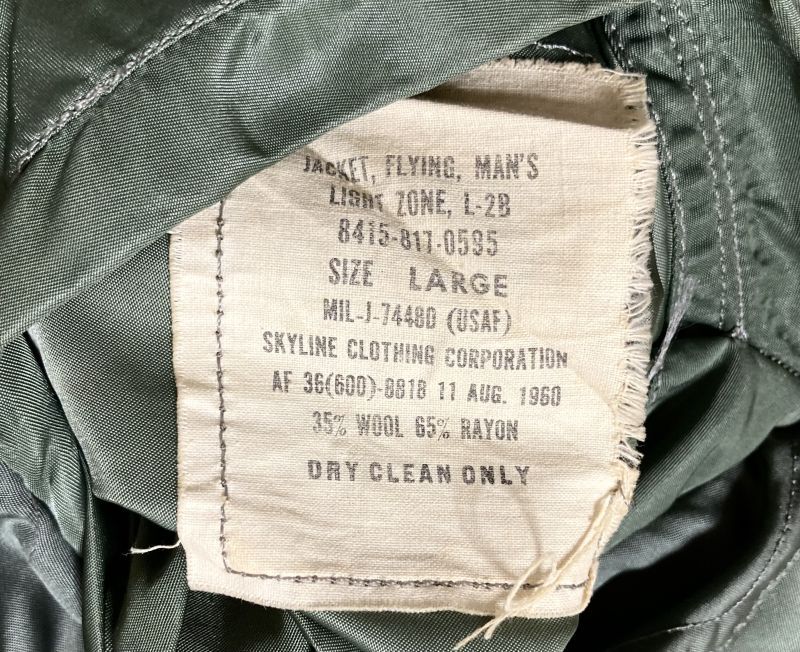 JACKET, FLYING, MAN'S
LIGHT ZONE, L-2B
8415-817-0595
SIZE LARGE
MIL-J-7448D (USAF)
SKYLINE CLOTHING CORPORATION
AF 36(600)-8818 11 AUG. 1960
35% WOOL 65% RAYON
DRY CLEAN ONLY